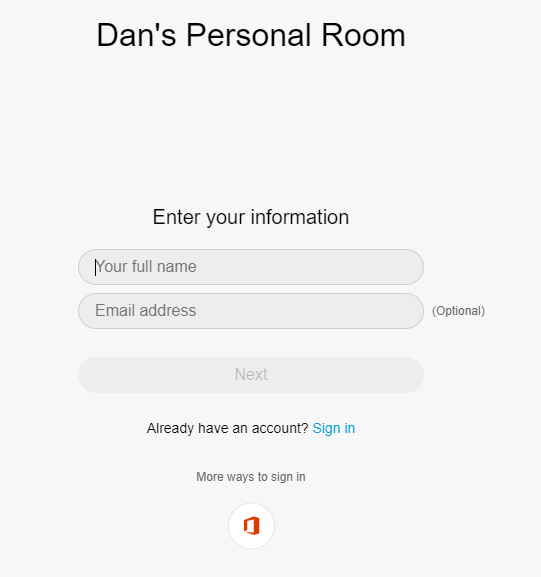 Dan's Personal Room
Enter your information
Your full name
Email address
(Optional)
Next
Already have an account? Sign in
More ways to sign in